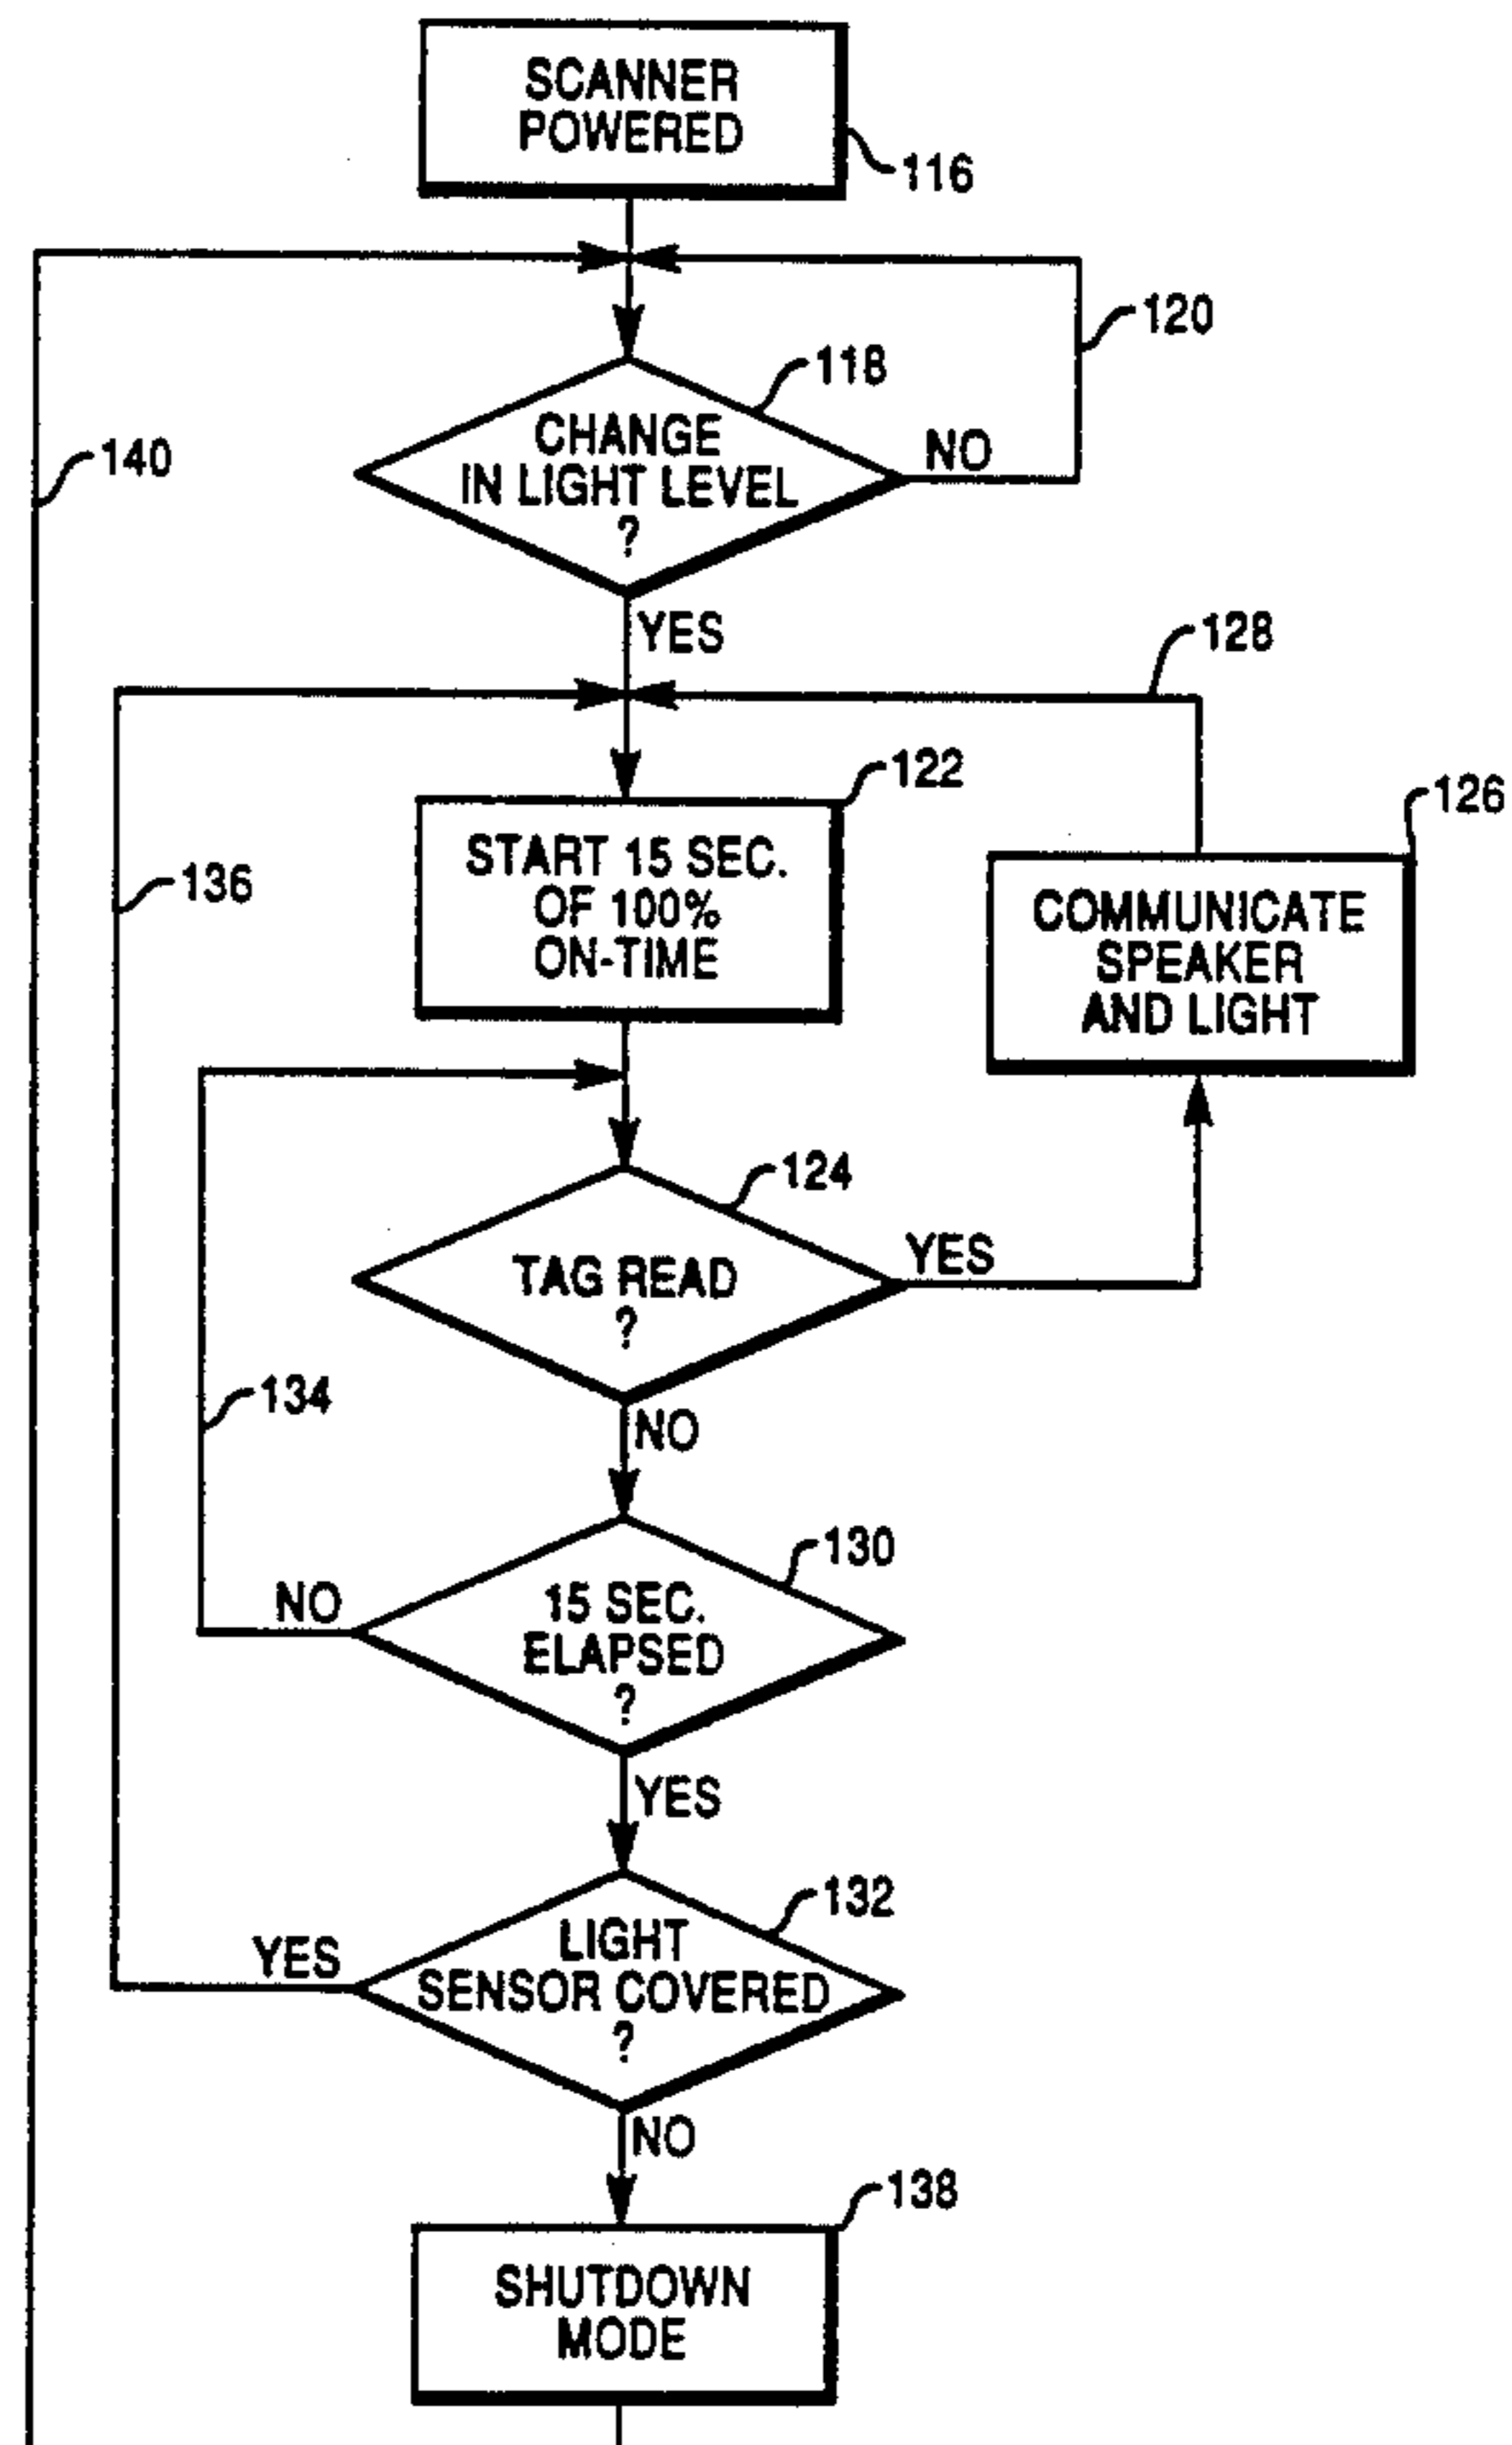 SCANNER
POWERED
116
120
118
CHANGE
IN LIGHT LEVEL
?
NO
140
YES
128
122
126
START 15 SEC.
OF 100%
ON-TIME
136
COMMUNICATE
SPEAKER
AND LIGHT
124
TAG READ
?
YES
134
NO
130
15 SEC.
ELAPSED
?
NO
YES
132
LIGHT
SENSOR COVERED
?
YES
NO
138
SHUTDOWN
MODE